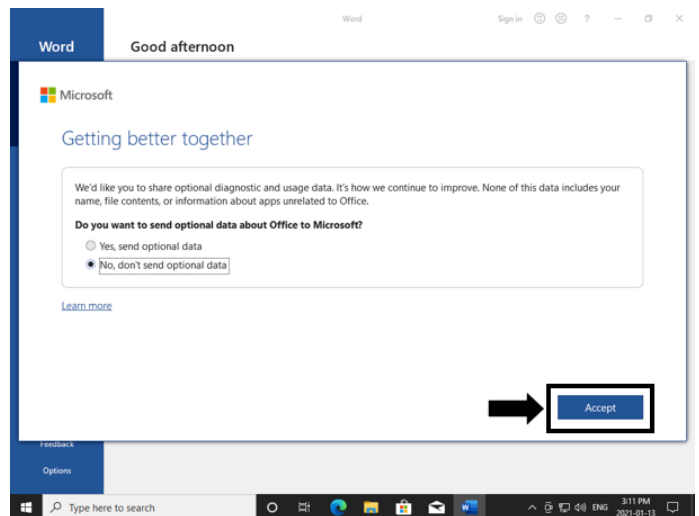 Word
Sign in
?
Word
Good afternoon
Microsoft
Getting better together
We'd like you to share optional diagnostic and usage data. It's how we continue to improve. None of this data includes your
name, file contents, or information about apps unrelated to Office.
Do you want to send optional data about Office to Microsoft?
Yes, send optional data
No, don't send optional data
Learn more
Accept
Feedback
Options
Type here to search
W
ENG
3:11 PM
2021-01-13